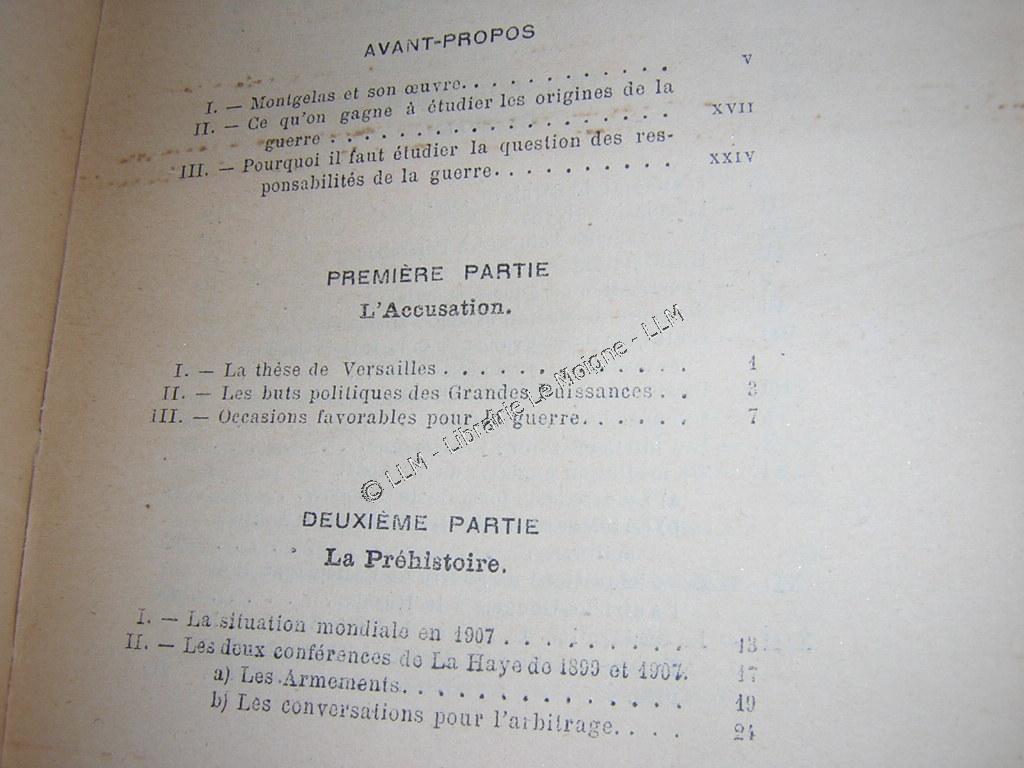 AVANT-PROPOS
I. — Montgelas et son œuvre. . . . . . . . . . . . v
II. — Ce qu'on gagne à étudier les origines de la
guerre . . . . . . . . . . . . . . . . . . XVII
III. — Pourquoi il faut étudier la question des res-
ponsabilités de la guerre. . . . . . . . . . XXIV
PREMIÈRE PARTIE
L'Accusation.
I. — La thèse de Versailles . . . . . . . . . . . . . 1
II. — Les buts politiques des Grandes Puissances . . 3
III. — Occasions favorables pour la guerre. . . . . . 7
© LLM - Librairie Le Moigne - LLM
DEUXIÈME PARTIE
La Préhistoire.
I. — La situation mondiale en 1907 . . . . . . . . . 13
II. — Les deux conférences de La Haye de 1899 et 1907. 17
a) Les Armements. . . . . . . . . . . . . 19
b) Les conversations pour l'arbitrage. . . . 24